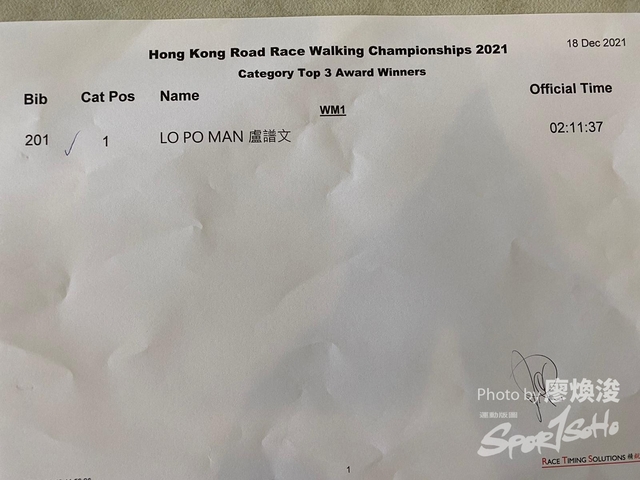 18 Dec 2021
Hong Kong Road Race Walking Championships 2021
Category Top 3 Award Winners
Bib Cat Pos Name Official Time
WM1
201 1 LO PO MAN 盧譜文 02:11:37
Photo by 廖煥浚
運動版圖
SPORTSOHO
1
RACE TIMING SOLUTIONS